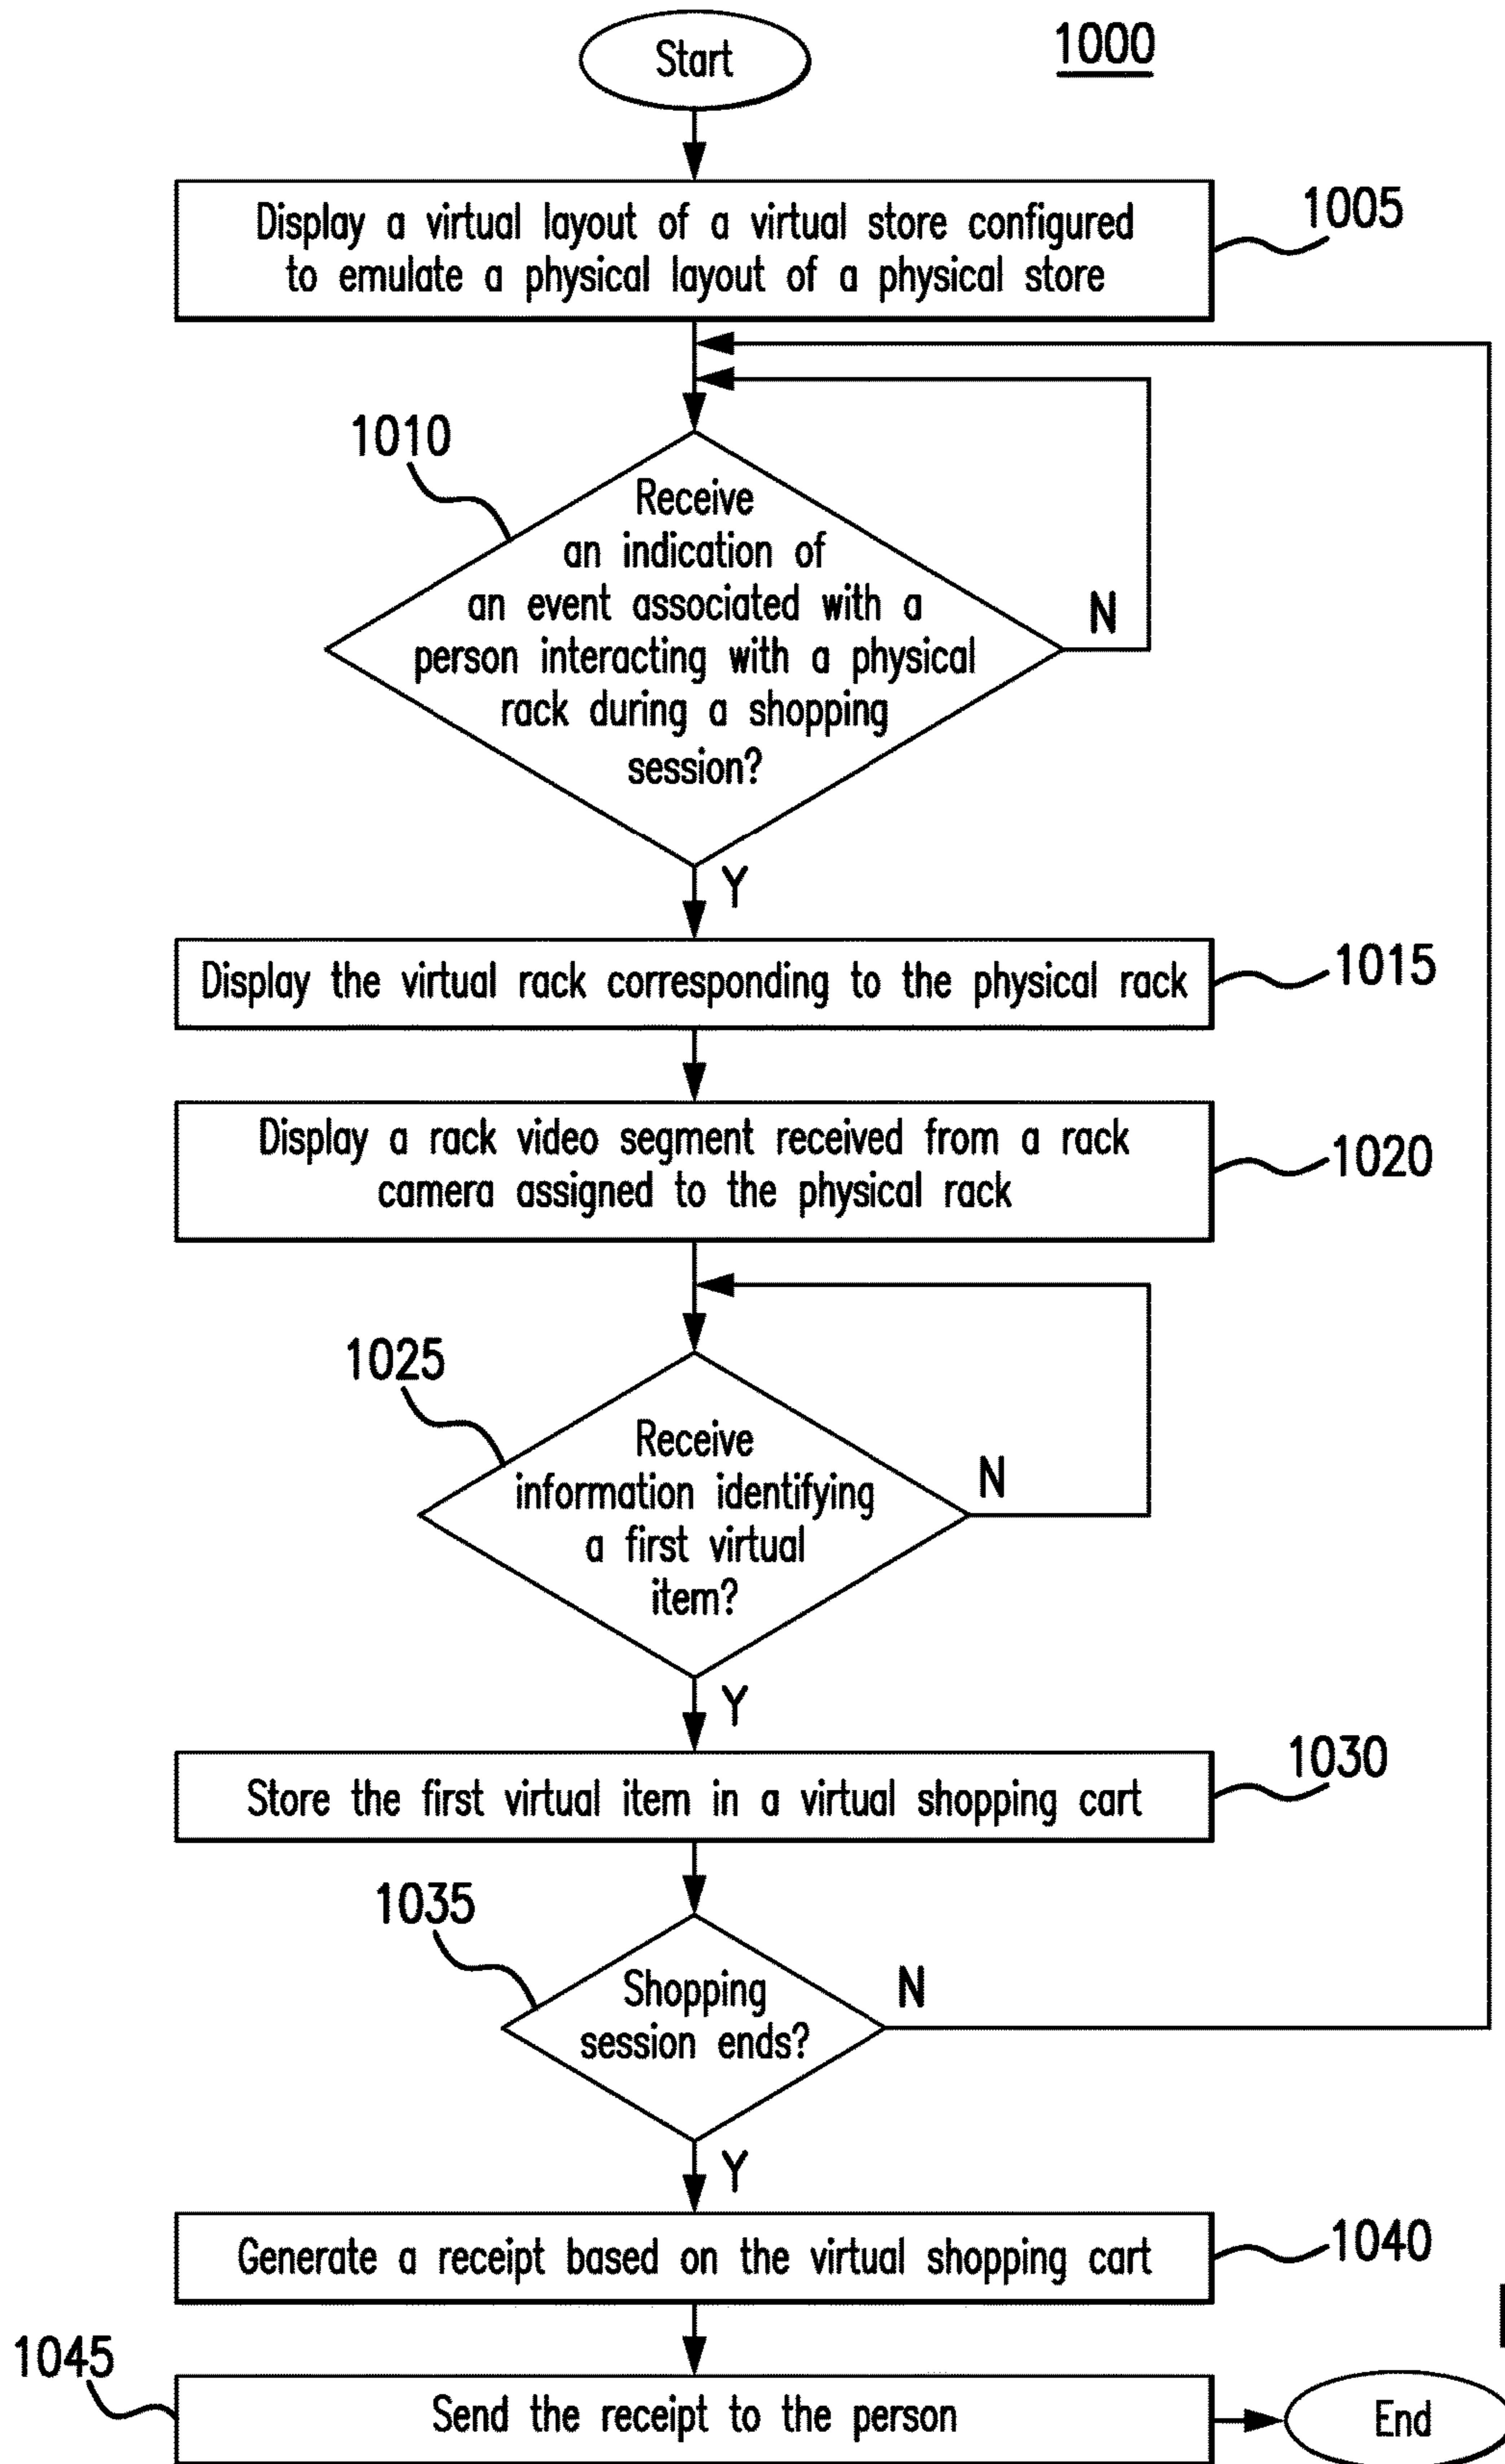 Start
1000
Display a virtual layout of a virtual store configured
to emulate a physical layout of a physical store
1005
1010
Receive
an indication of
an event associated with a
person interacting with a physical
rack during a shopping
session?
N
Y
Display the virtual rack corresponding to the physical rack
1015
Display a rack video segment received from a rack
camera assigned to the physical rack
1020
1025
Receive
information identifying
a first virtual
item?
N
Y
Store the first virtual item in a virtual shopping cart
1030
1035
Shopping
session ends?
N
Y
Generate a receipt based on the virtual shopping cart
1040
1045
Send the receipt to the person
End